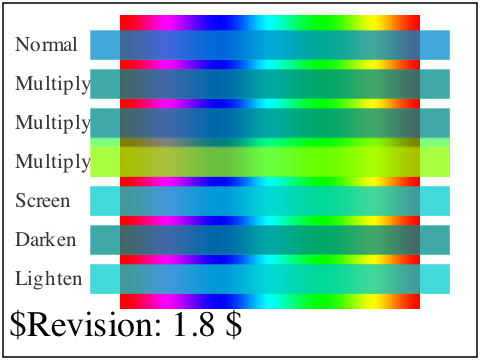 Normal
Multiply
Multiply
Multiply
Screen
Darken
Lighten
$Revision: 1.8 $